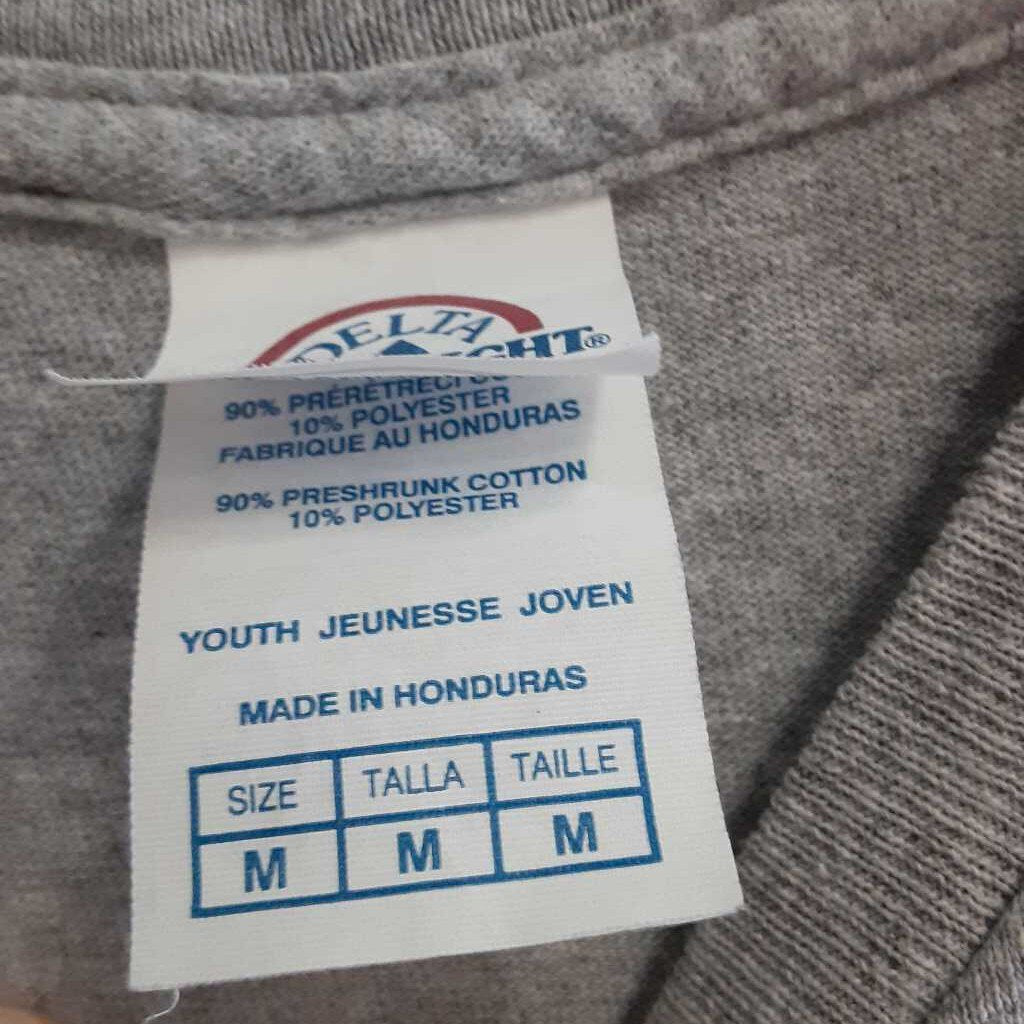 DELTA
90% PRÉRÉTRECI
10% POLYESTER
FABRIQUE AU HONDURAS
90% PRESHRUNK COTTON
10% POLYESTER
YOUTH JEUNESSE JOVEN
MADE IN HONDURAS
SIZE TALLA TAILLE
M M M